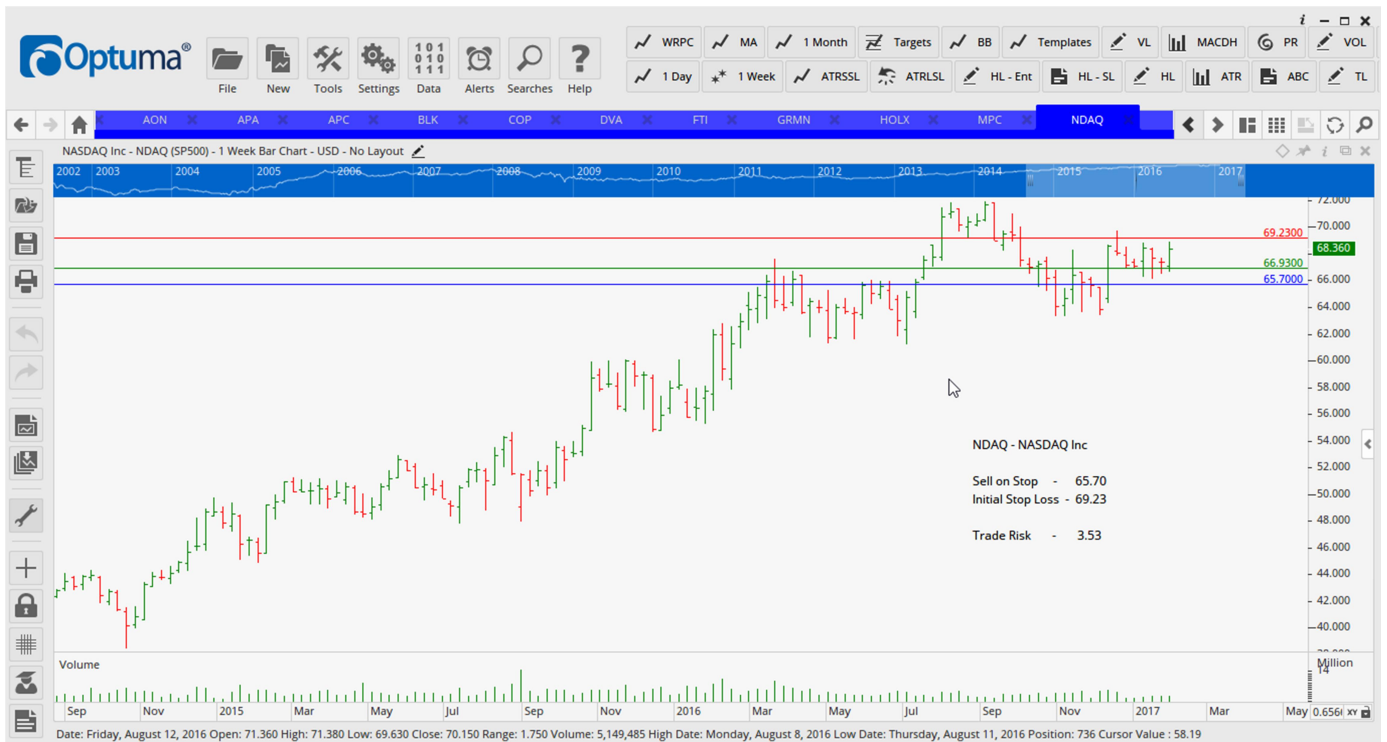 i
Optuma®
File New Tools Settings Data Alerts Searches Help
101
010
111
WRPC MA 1 Month Targets BB Templates VL MACDH PR VOL
1 Day 1 Week ATRSSL ATRLSL HL - Ent HL - SL HL ATR ABC TL
AON APA APC BLK COP DVA FTI GRMN HOLX MPC NDAQ
NASDAQ Inc - NDAQ (SP500) - 1 Week Bar Chart - USD - No Layout
2002 2003 2004 2005 2006 2007 2008 2009 2010 2011 2012 2013 2014 2015 2016 2017
72.000
70.000
69.2300
68.360
66.9300
66.000
65.7000
64.000
62.000
60.000
58.000
56.000
54.000
NDAQ - NASDAQ Inc
52.000
Sell on Stop - 65.70
50.000
Initial Stop Loss - 69.23
48.000
Trade Risk - 3.53
46.000
44.000
42.000
40.000
Volume
Million
14
Sep Nov 2015 Mar May Jul Sep Nov 2016 Mar May Jul Sep Nov 2017 Mar May 0.656 XY
Date: Friday, August 12, 2016 Open: 71.360 High: 71.380 Low: 69.630 Close: 70.150 Range: 1.750 Volume: 5,149,485 High Date: Monday, August 8, 2016 Low Date: Thursday, August 11, 2016 Position: 736 Cursor Value : 58.19